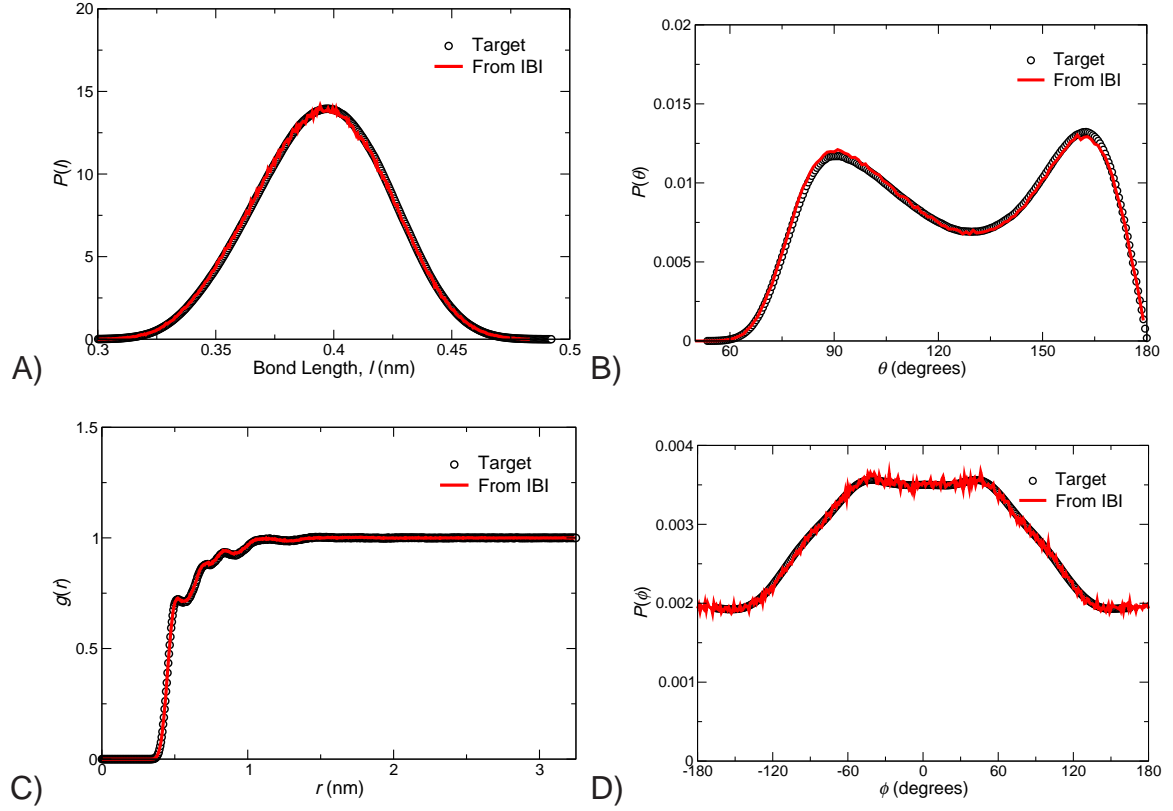 20
15
10
5
0
0.3
0.35
0.4
0.45
0.5
P(l)
Bond Length, l (nm)
Target
From IBI
A)
0.02
0.015
0.01
0.005
0
60
90
120
150
180
P(θ)
θ (degrees)
Target
From IBI
B)
1.5
1
0.5
0
0
1
2
3
g(r)
r (nm)
Target
From IBI
C)
0.004
0.003
0.002
0.001
0
-180
-120
-60
0
60
120
180
P(ϕ)
ϕ (degrees)
Target
From IBI
D)